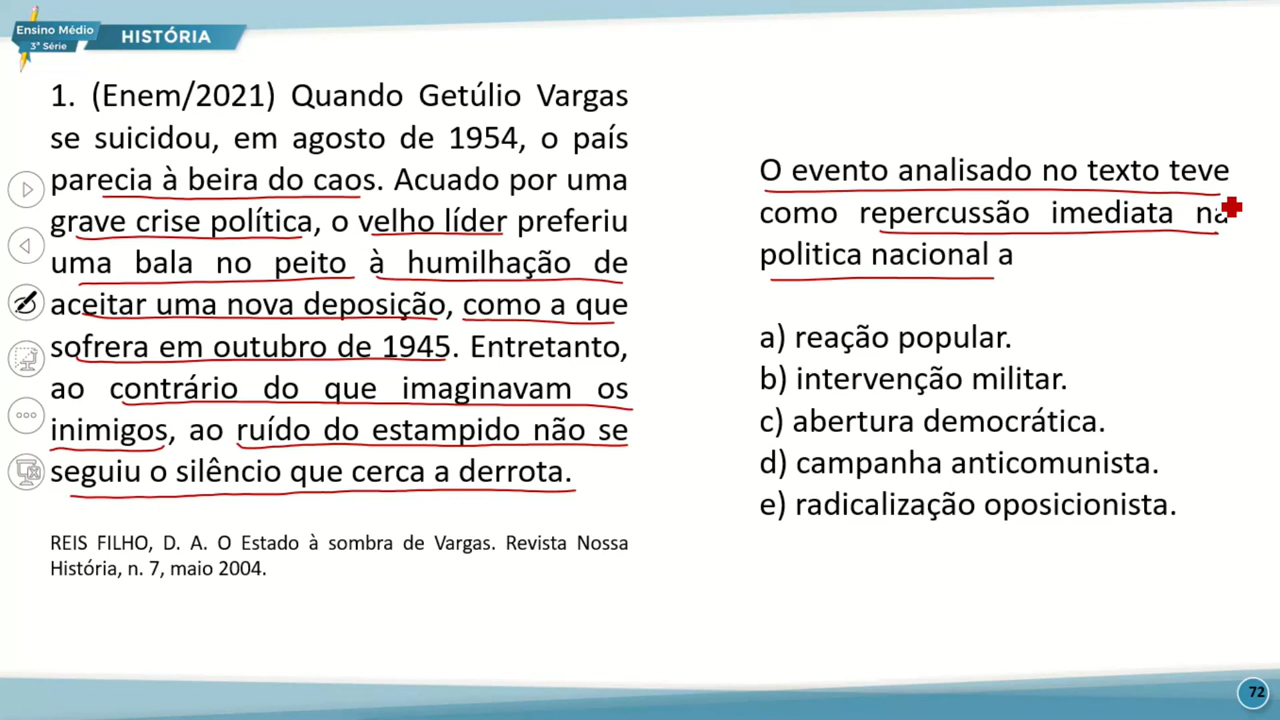 Ensino Médio
3ª Série
HISTÓRIA
1. (Enem/2021) Quando Getúlio Vargas
se suicidou, em agosto de 1954, o país
parecia à beira do caos. Acuado por uma
grave crise política, o velho líder preferiu
uma bala no peito à humilhação de
aceitar uma nova deposição, como a que
sofrera em outubro de 1945. Entretanto,
ao contrário do que imaginavam os
inimigos, ao ruído do estampido não se
seguiu o silêncio que cerca a derrota.
REIS FILHO, D. A. O Estado à sombra de Vargas. Revista Nossa
História, n. 7, maio 2004.
O evento analisado no texto teve
como repercussão imediata na
politica nacional a
a) reação popular.
b) intervenção militar.
c) abertura democrática.
d) campanha anticomunista.
e) radicalização oposicionista.
72